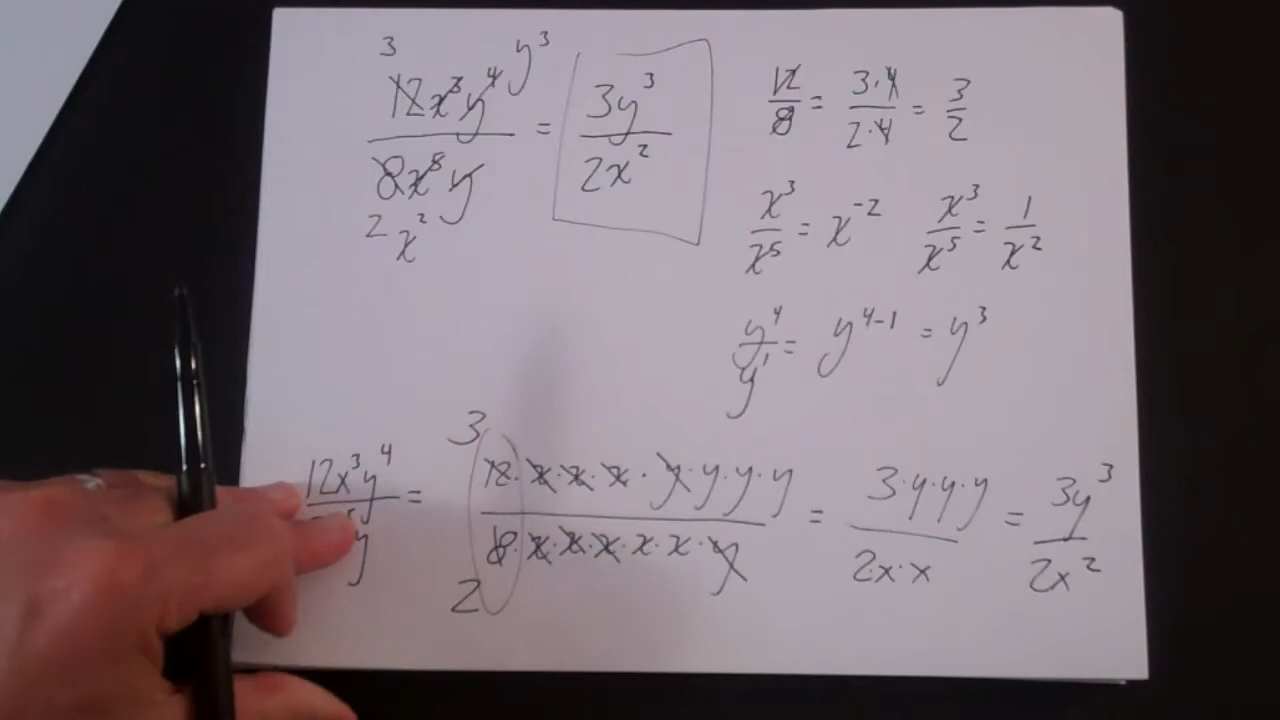 3 y³
12x³y⁴ / 8x⁵y = 3y³ / 2x²
2 x²
12/8 = 3·4 / 2·4 = 3/2
x³/x⁵ = x⁻² x³/x⁵ = 1/x²
y⁴/y¹ = y⁴⁻¹ = y³
3
12x³y⁴ / y = 12·x·x·x·y·y·y·y / 8·x·x·x·x·x·y = 3·y·y·y / 2x·x = 3y³ / 2x²
2